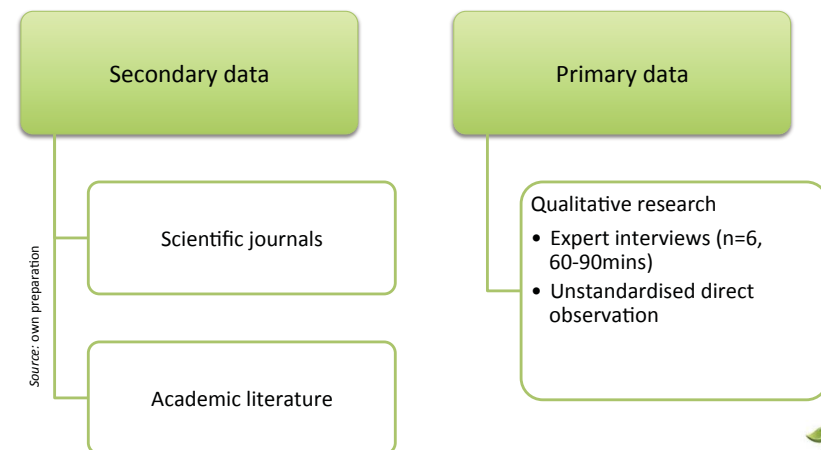 Secondary data
Scientific journals
Academic literature
Source: own preparation
Primary data
Qualitative research
• Expert interviews (n=6,
60-90mins)
• Unstandardised direct
observation